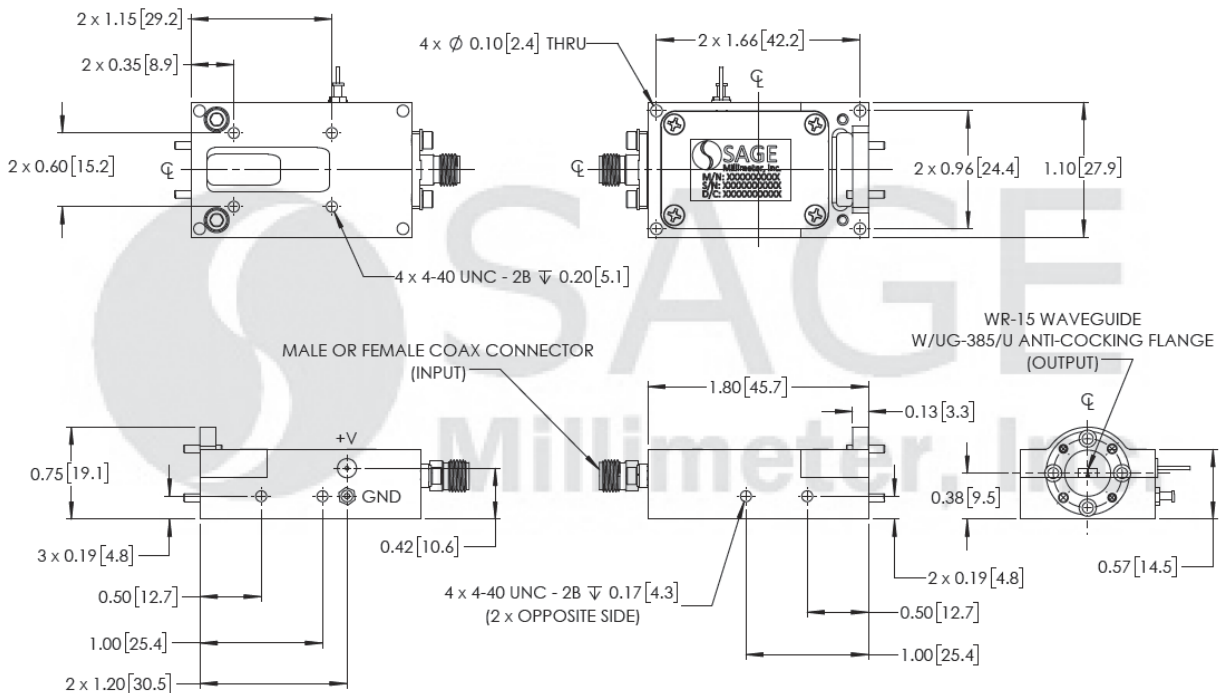 2 x 1.15 [29.2]
2 x 0.35 [8.9]
2 x 0.60 [15.2]
℄
4 x 4-40 UNC - 2B ↧ 0.20 [5.1]
4 x ⌀ 0.10 [2.4] THRU
2 x 1.66 [42.2]
℄
℄
SAGE
Millimeter, Inc.
M/N: XXXXXXXXXX
S/N: XXXXXXXXXX
D/C: XXXXXXXXXX
2 x 0.96 [24.4]
1.10 [27.9]
SAGE
Millimeter, Inc
MALE OR FEMALE COAX CONNECTOR
(INPUT)
WR-15 WAVEGUIDE
W/UG-385/U ANTI-COCKING FLANGE
(OUTPUT)
0.75 [19.1]
+V
GND
0.42 [10.6]
3 x 0.19 [4.8]
0.50 [12.7]
1.00 [25.4]
2 x 1.20 [30.5]
1.80 [45.7]
0.13 [3.3]
4 x 4-40 UNC - 2B ↧ 0.17 [4.3]
(2 x OPPOSITE SIDE)
2 x 0.19 [4.8]
0.50 [12.7]
1.00 [25.4]
℄
0.38 [9.5]
0.57 [14.5]